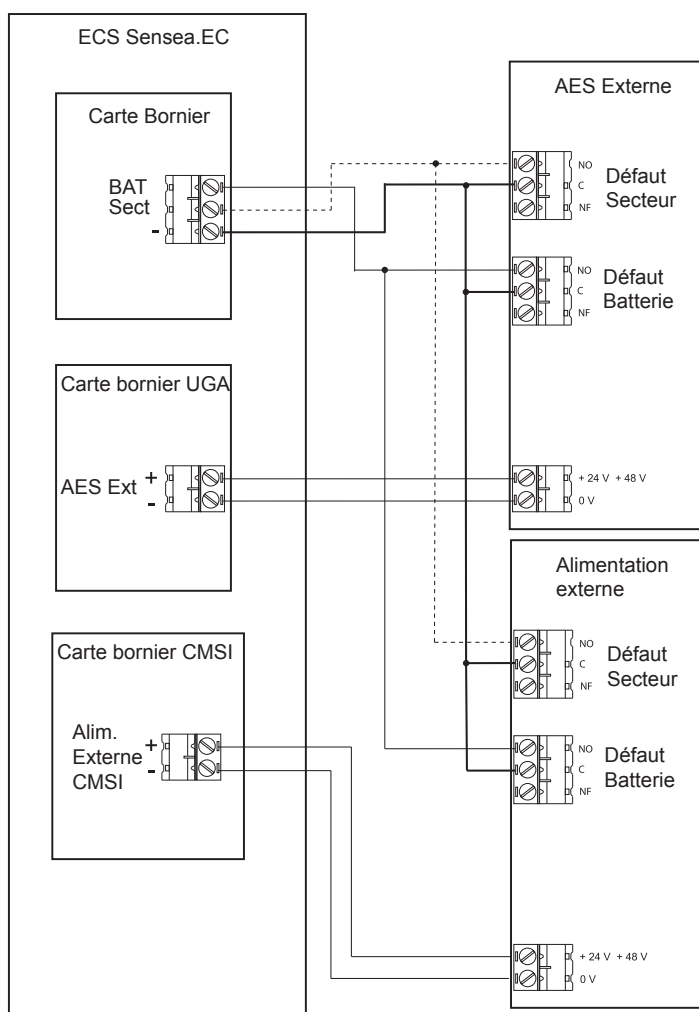 ECS Sensea.EC
Carte Bornier
BAT
Sect
-
Carte bornier UGA
AES Ext
+
-
Carte bornier CMSI
Alim.
Externe
CMSI
+
-
AES Externe
NO
C
NF
Défaut
Secteur
NO
C
NF
Défaut
Batterie
+ 24 V + 48 V
0 V
Alimentation
externe
NO
C
NF
Défaut
Secteur
NO
C
NF
Défaut
Batterie
+ 24 V + 48 V
0 V